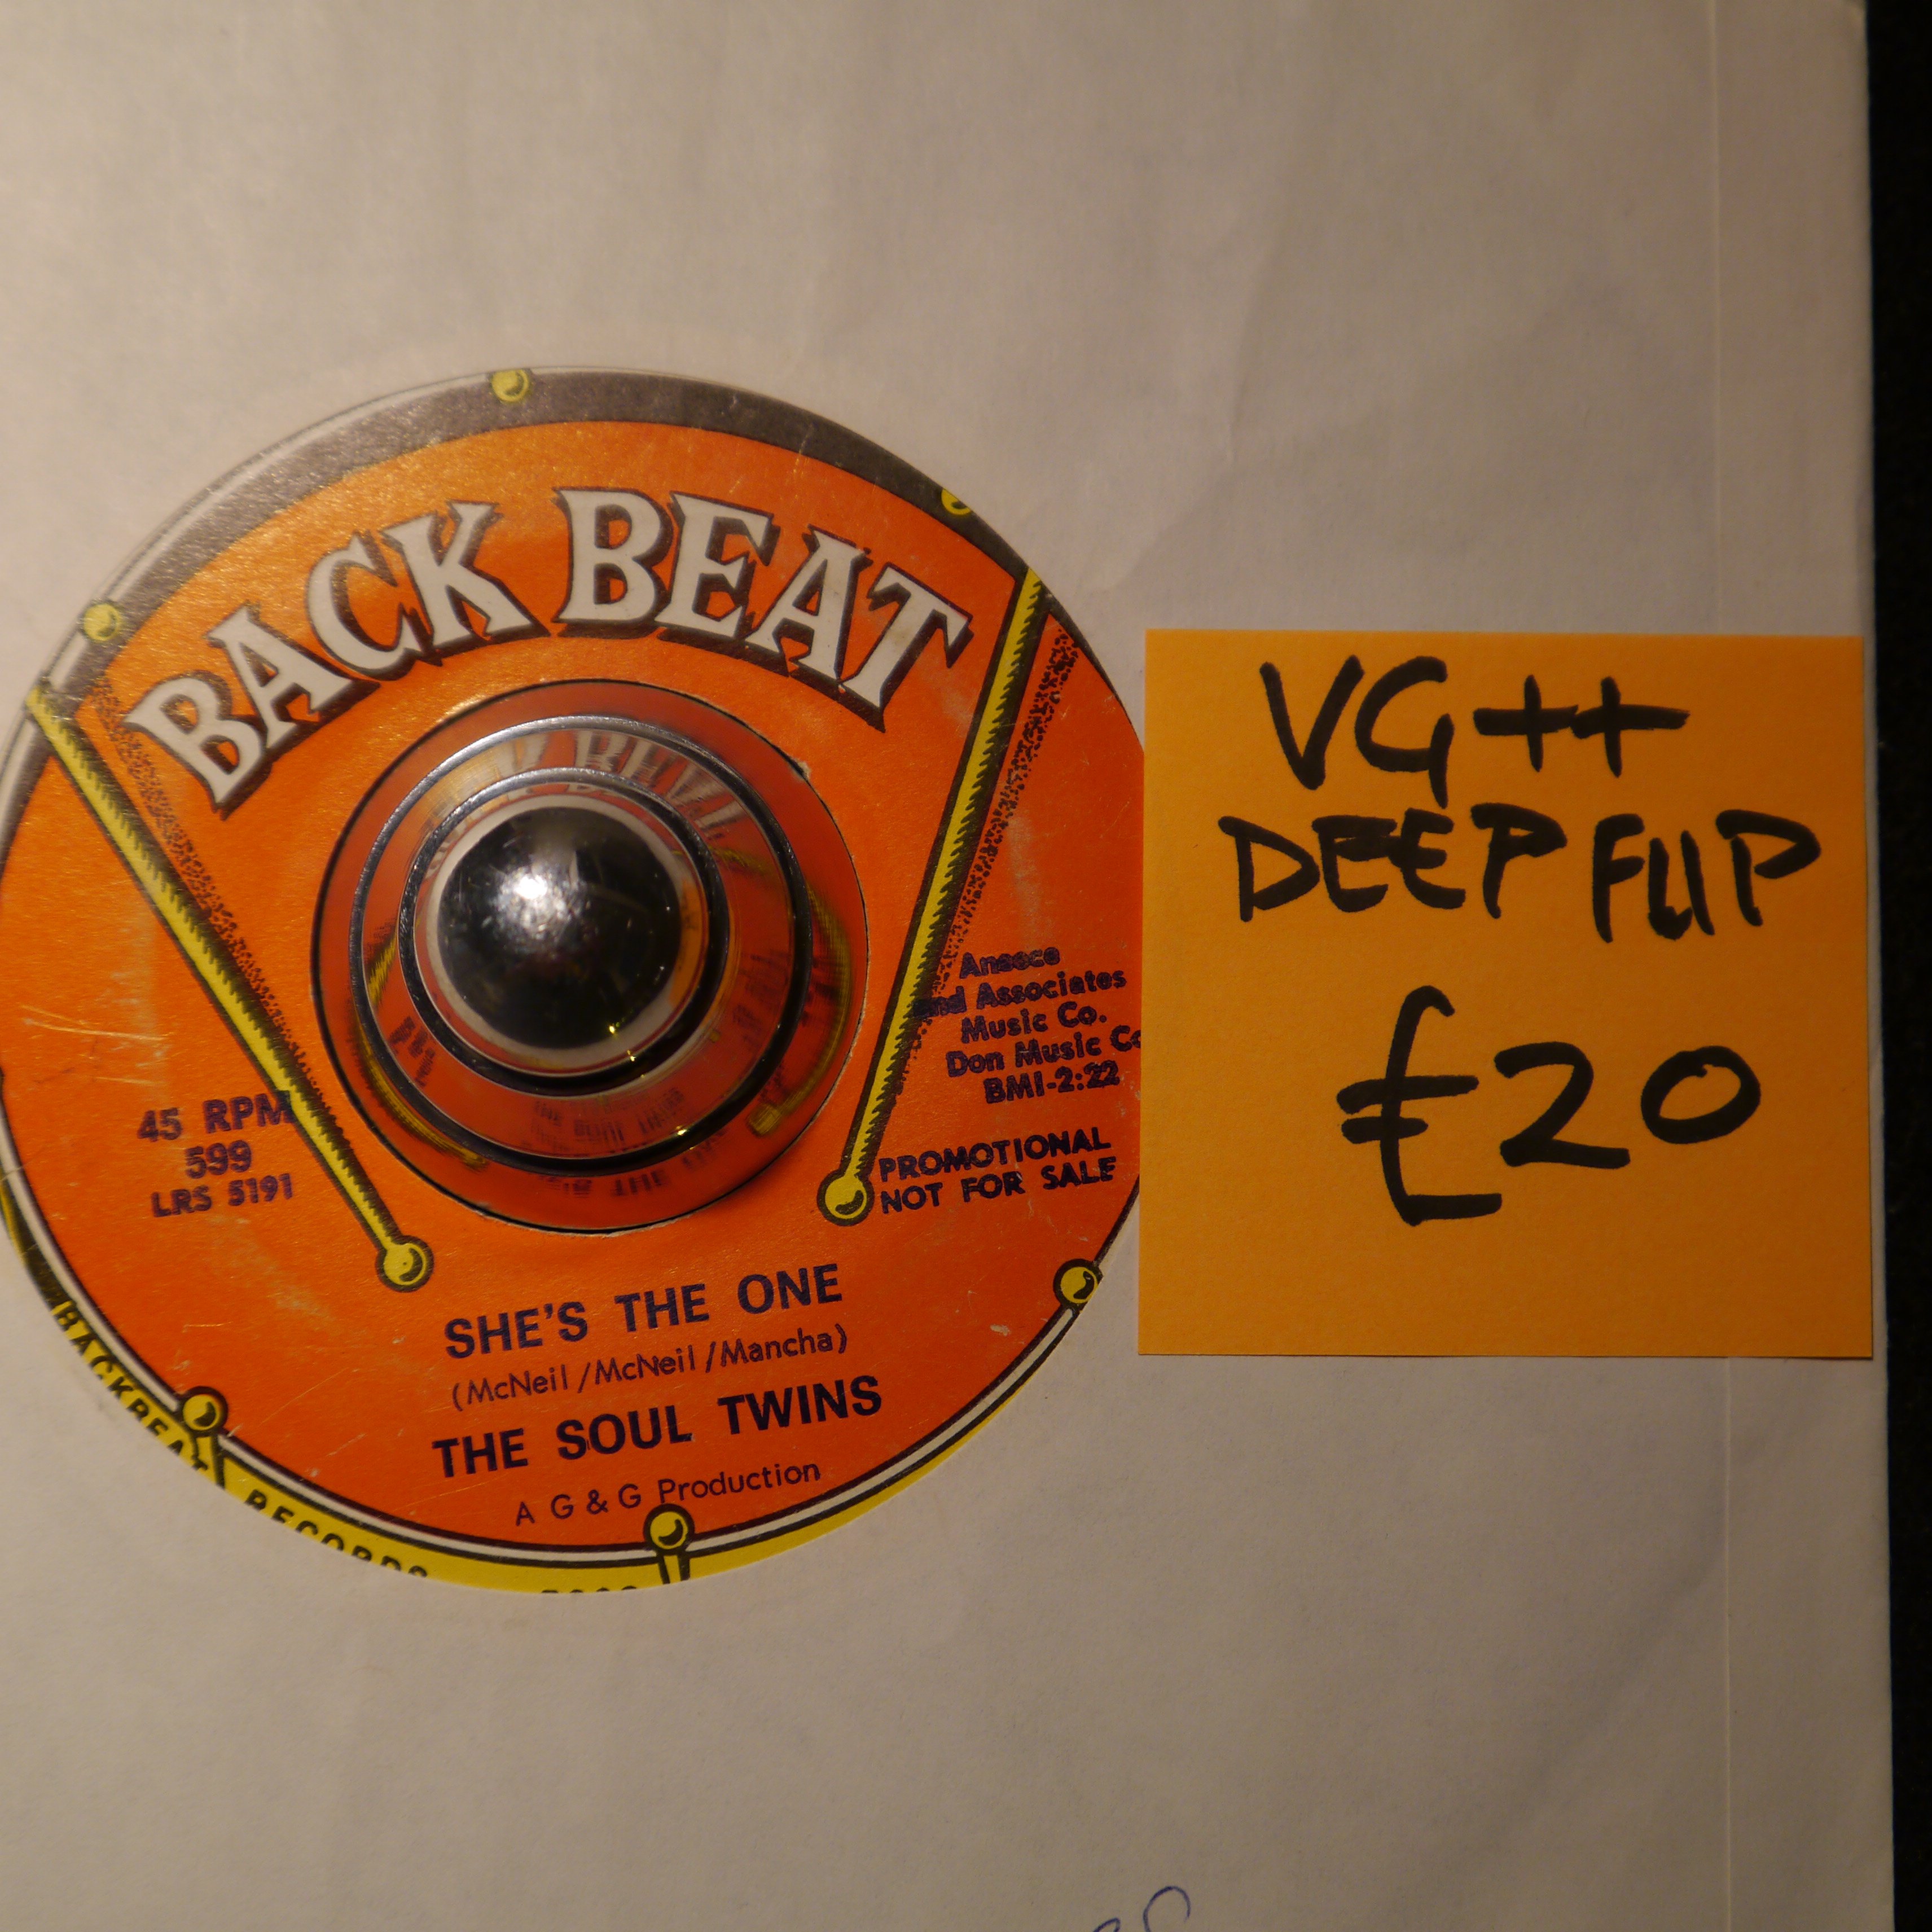 BACK BEAT
45 RPM
599
LRS 5191
and Associates
Music Co.
Don Music Co
BMI-2:22
PROMOTIONAL
NOT FOR SALE
SHE'S THE ONE
(McNeil/McNeil/Mancha)
THE SOUL TWINS
A G & G Production
BACKBEAT RECORDS
VG++
DEEP FLIP
£20